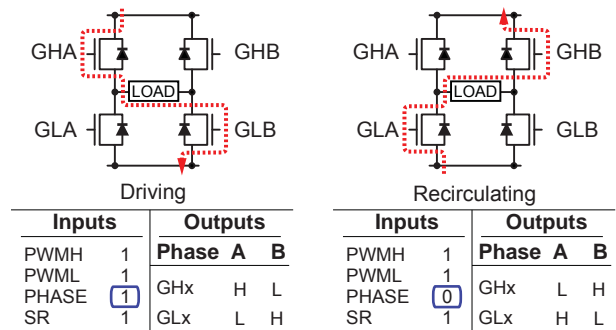 GHA GHB GHA GHB
LOAD LOAD
GLA GLB GLA GLB
Driving Recirculating
Inputs Outputs Inputs Outputs
PWMH 1 Phase A B PWMH 1 Phase A B
PWML 1 PWML 1
PHASE 1 GHx H L PHASE 0 GHx L H
SR 1 GLx L H SR 1 GLx H L